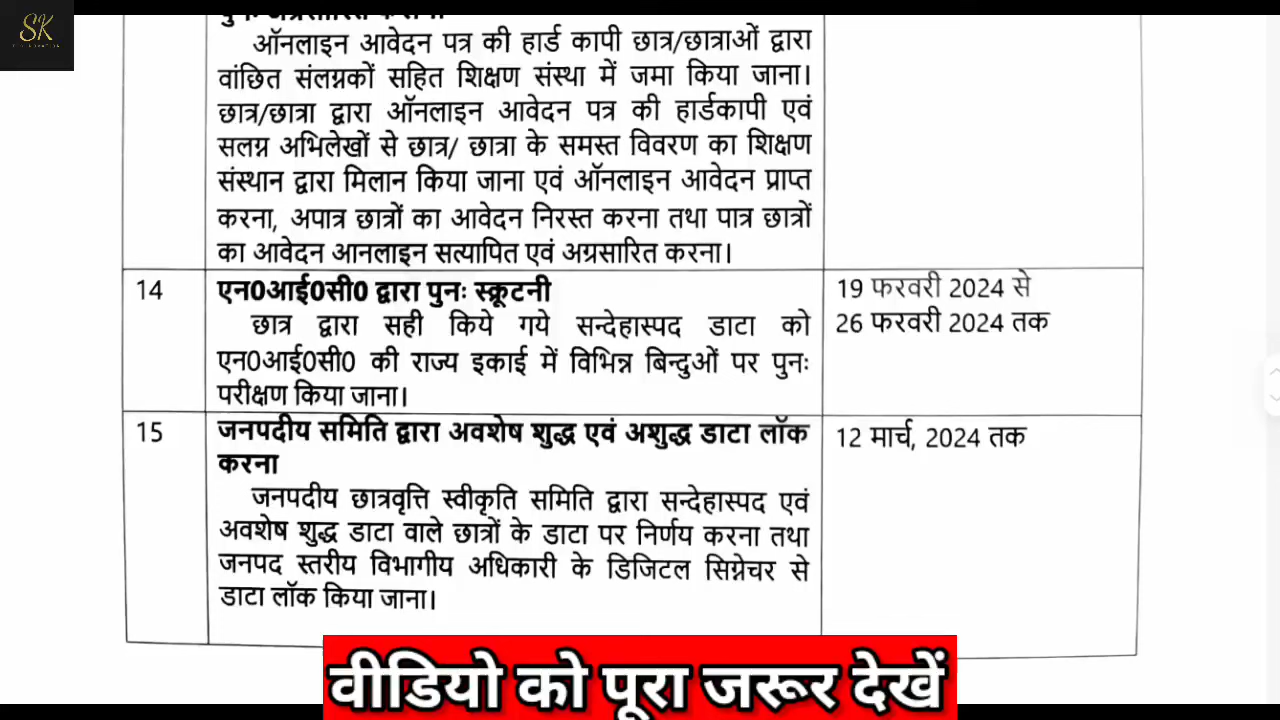 SK
पुनः अग्रसारित करना
ऑनलाइन आवेदन पत्र की हार्ड कापी छात्र/छात्राओं द्वारा
वांछित संलग्नकों सहित शिक्षण संस्था में जमा किया जाना।
छात्र/छात्रा द्वारा ऑनलाइन आवेदन पत्र की हार्डकापी एवं
सलग्न अभिलेखों से छात्र/ छात्रा के समस्त विवरण का शिक्षण
संस्थान द्वारा मिलान किया जाना एवं ऑनलाइन आवेदन प्राप्त
करना, अपात्र छात्रों का आवेदन निरस्त करना तथा पात्र छात्रों
का आवेदन आनलाइन सत्यापित एवं अग्रसारित करना।
14 एन0आई0सी0 द्वारा पुनः स्क्रूटनी 19 फरवरी 2024 से
छात्र द्वारा सही किये गये सन्देहास्पद डाटा को 26 फरवरी 2024 तक
एन0आई0सी0 की राज्य इकाई में विभिन्न बिन्दुओं पर पुनः
परीक्षण किया जाना।
15 जनपदीय समिति द्वारा अवशेष शुद्ध एवं अशुद्ध डाटा लॉक 12 मार्च, 2024 तक
करना
जनपदीय छात्रवृत्ति स्वीकृति समिति द्वारा सन्देहास्पद एवं
अवशेष शुद्ध डाटा वाले छात्रों के डाटा पर निर्णय करना तथा
जनपद स्तरीय विभागीय अधिकारी के डिजिटल सिग्नेचर से
डाटा लॉक किया जाना।
वीडियो को पूरा जरूर देखें